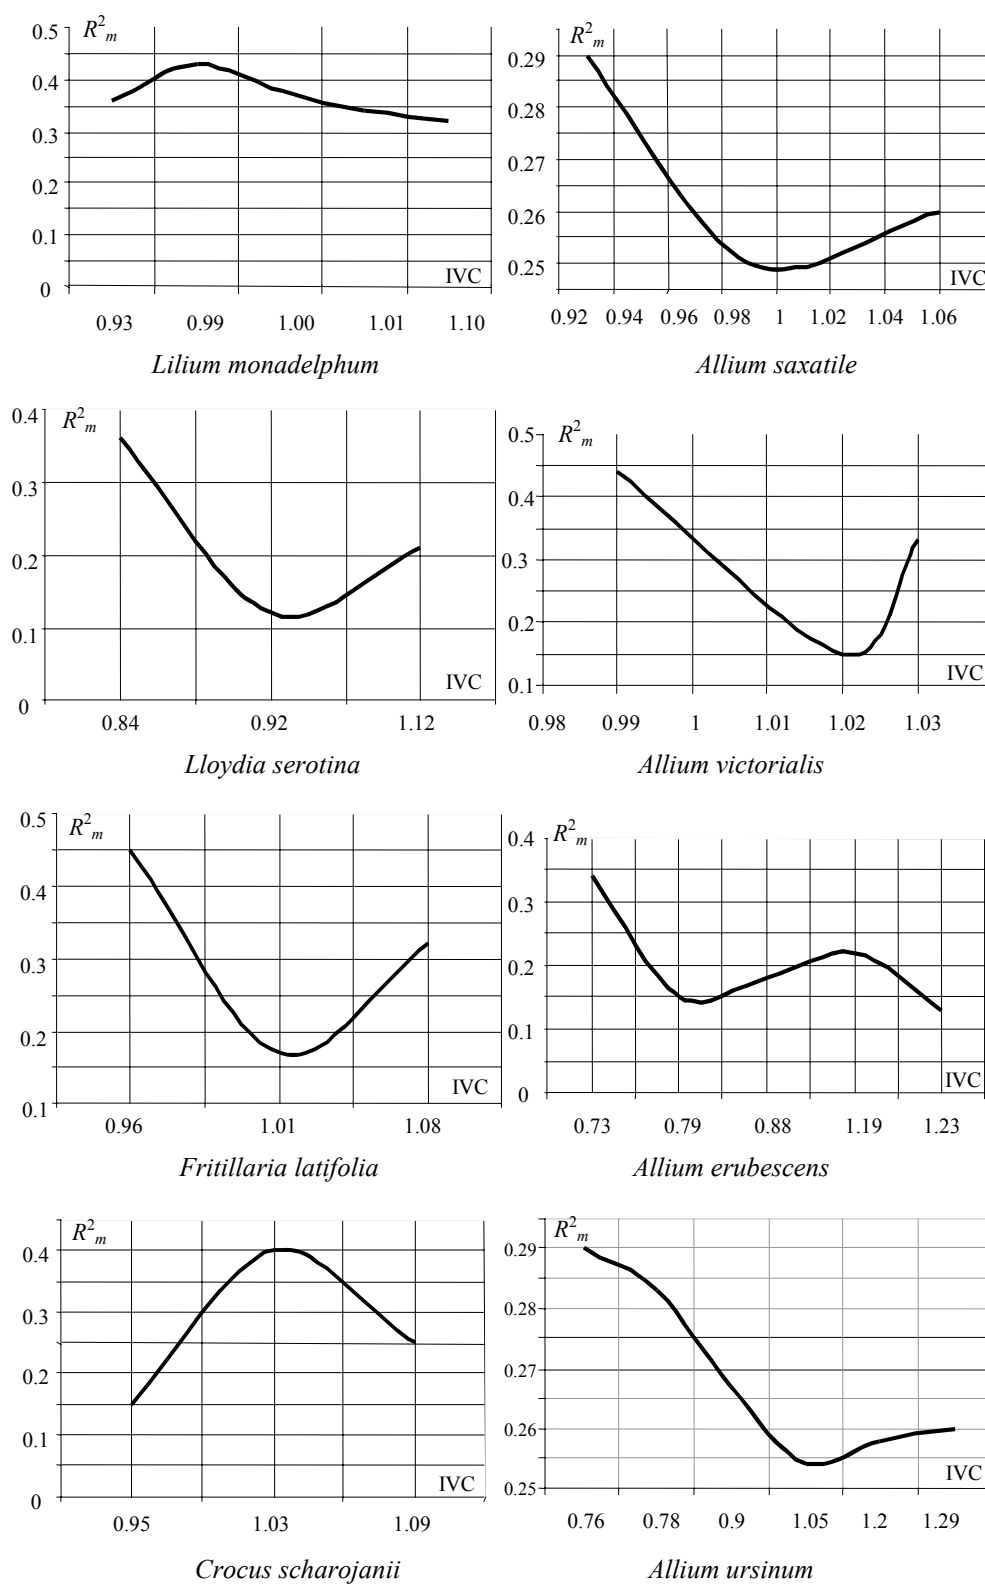 R²m
0.5
0.4
0.3
0.2
0.1
0
IVC
0.93 0.99 1.00 1.01 1.10
Lilium monadelphum
R²m
0.29
0.28
0.27
0.26
0.25
IVC
0.92 0.94 0.96 0.98 1 1.02 1.04 1.06
Allium saxatile
R²m
0.4
0.3
0.2
0.1
0
IVC
0.84 0.92 1.12
Lloydia serotina
R²m
0.5
0.4
0.3
0.2
0.1
IVC
0.98 0.99 1 1.01 1.02 1.03
Allium victorialis
R²m
0.5
0.4
0.3
0.2
0.1
IVC
0.96 1.01 1.08
Fritillaria latifolia
R²m
0.4
0.3
0.2
0.1
0
IVC
0.73 0.79 0.88 1.19 1.23
Allium erubescens
R²m
0.4
0.3
0.2
0.1
0
IVC
0.95 1.03 1.09
Crocus scharojanii
R²m
0.29
0.28
0.27
0.26
0.25
IVC
0.76 0.78 0.9 1.05 1.2 1.29
Allium ursinum